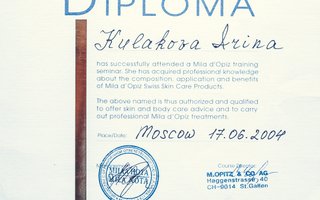 DIPLOMA
Kulakova Irina
has successfully attended a Mila d'Opiz training
seminar. She has acquired professional knowledge
about the composition, application and benefits
of Mila d'Opiz Swiss Skin Care Products.
The above named is thus authorized and qualified
to offer skin and body care advice and to carry
out professional Mila d'Opiz treatments.
Place/Date: Moscow 17.06.2004
Course Director
M. OPITZ & CO AG
Haggenstrasse 40
CH-9014 St. Gallen